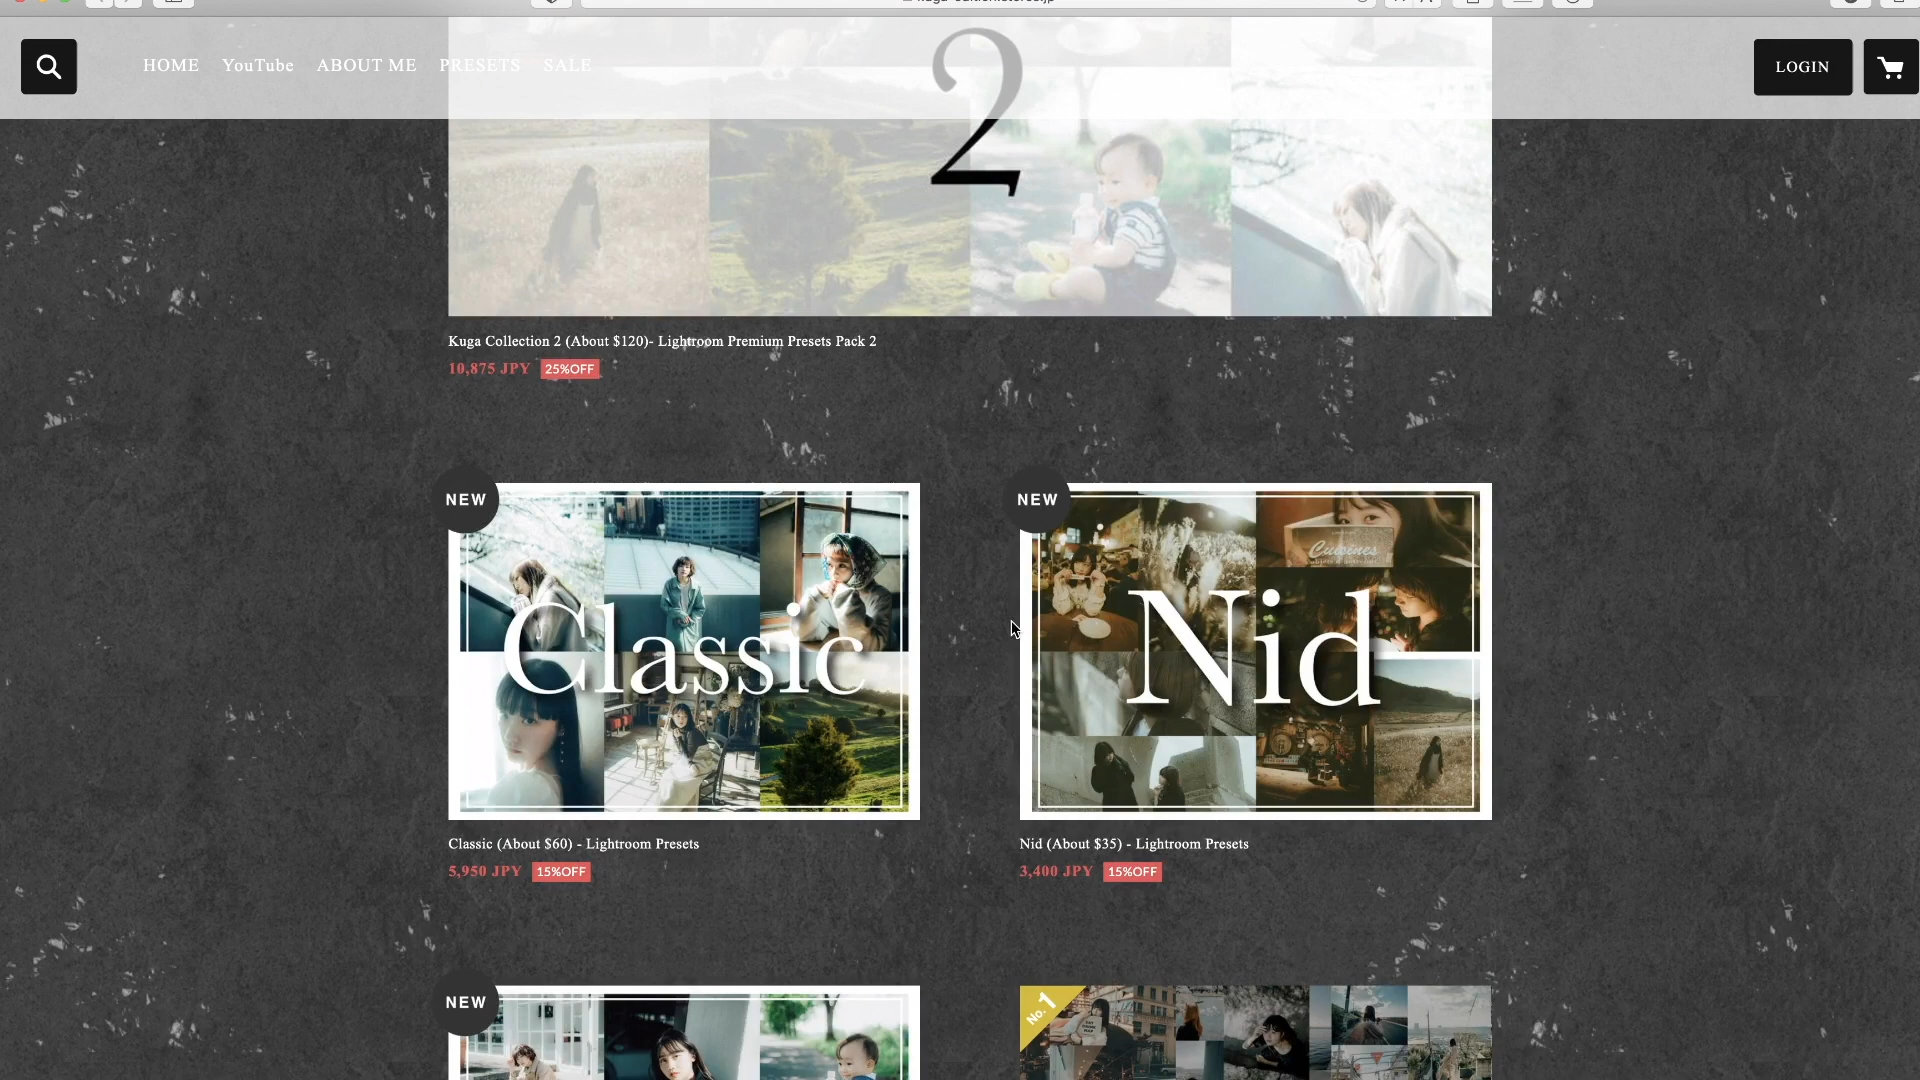 HOME YouTube ABOUT ME PRESETS SALE
LOGIN
2
Kuga Collection 2 (About $120)- Lightroom Premium Presets Pack 2
10,875 JPY 25%OFF
NEW
Classic
NEW
Cuisines
Nid
Classic (About $60) - Lightroom Presets
5,950 JPY 15%OFF
Nid (About $35) - Lightroom Presets
3,400 JPY 15%OFF
NEW
No. 1